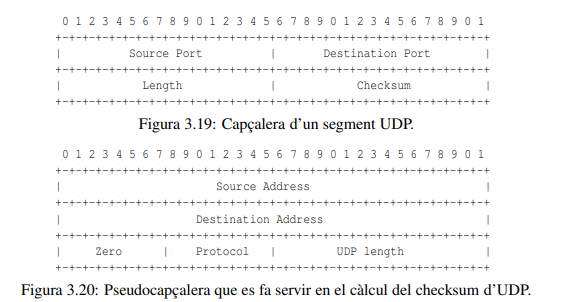 0 1 2 3 4 5 6 7 8 9 0 1 2 3 4 5 6 7 8 9 0 1 2 3 4 5 6 7 8 9 0 1
+-+-+-+-+-+-+-+-+-+-+-+-+-+-+-+-+-+-+-+-+-+-+-+-+-+-+-+-+-+-+-+-+
| Source Port | Destination Port |
+-+-+-+-+-+-+-+-+-+-+-+-+-+-+-+-+-+-+-+-+-+-+-+-+-+-+-+-+-+-+-+-+
| Length | Checksum |
+-+-+-+-+-+-+-+-+-+-+-+-+-+-+-+-+-+-+-+-+-+-+-+-+-+-+-+-+-+-+-+-+
Figura 3.19: Capçalera d’un segment UDP.
0 1 2 3 4 5 6 7 8 9 0 1 2 3 4 5 6 7 8 9 0 1 2 3 4 5 6 7 8 9 0 1
+-+-+-+-+-+-+-+-+-+-+-+-+-+-+-+-+-+-+-+-+-+-+-+-+-+-+-+-+-+-+-+-+
| Source Address |
+-+-+-+-+-+-+-+-+-+-+-+-+-+-+-+-+-+-+-+-+-+-+-+-+-+-+-+-+-+-+-+-+
| Destination Address |
+-+-+-+-+-+-+-+-+-+-+-+-+-+-+-+-+-+-+-+-+-+-+-+-+-+-+-+-+-+-+-+-+
| Zero | Protocol | UDP length |
+-+-+-+-+-+-+-+-+-+-+-+-+-+-+-+-+-+-+-+-+-+-+-+-+-+-+-+-+-+-+-+-+
Figura 3.20: Pseudocapçalera que es fa servir en el càlcul del checksum d’UDP.